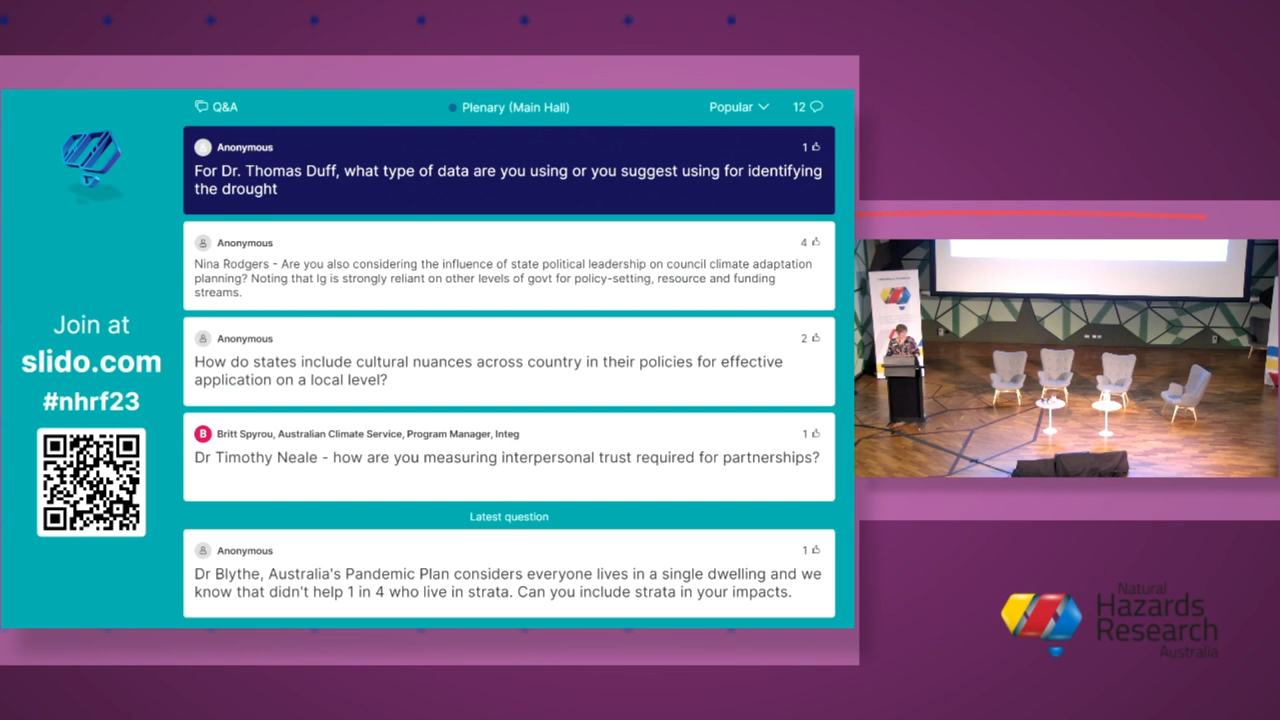 Q&A
Plenary (Main Hall)
Popular
12
Anonymous
1
For Dr. Thomas Duff, what type of data are you using or you suggest using for identifying
the drought
Anonymous
4
Nina Rodgers - Are you also considering the influence of state political leadership on council climate adaptation
planning? Noting that lg is strongly reliant on other levels of govt for policy-setting, resource and funding
streams.
Anonymous
2
How do states include cultural nuances across country in their policies for effective
application on a local level?
B
Britt Spyrou, Australian Climate Service, Program Manager, Integ
1
Dr Timothy Neale - how are you measuring interpersonal trust required for partnerships?
Latest question
Anonymous
1
Dr Blythe, Australia's Pandemic Plan considers everyone lives in a single dwelling and we
know that didn't help 1 in 4 who live in strata. Can you include strata in your impacts.
Join at
slido.com
#nhrf23
Natural
Hazards
Research
Australia